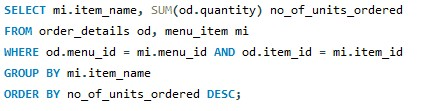 SELECT mi.item_name, SUM(od.quantity) no_of_units_ordered
FROM order_details od, menu_item mi
WHERE od.menu_id = mi.menu_id AND od.item_id = mi.item_id
GROUP BY mi.item_name
ORDER BY no_of_units_ordered DESC;